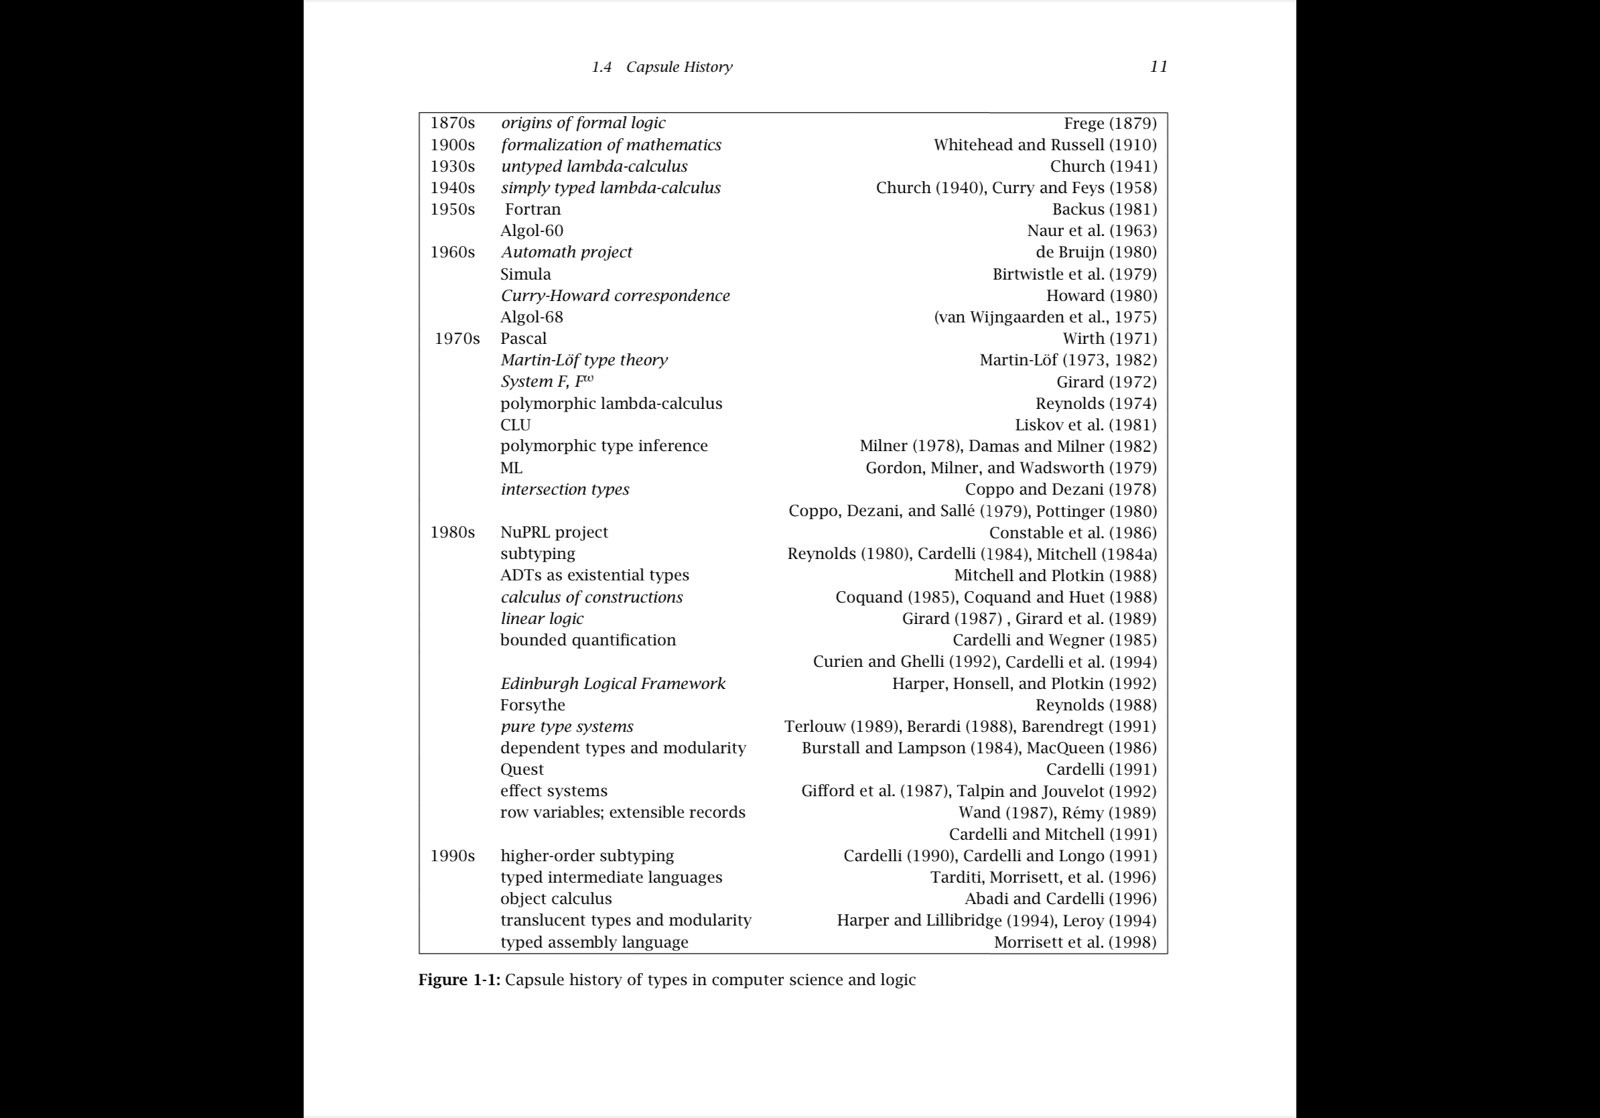 1.4 Capsule History 11
1870s origins of formal logic Frege (1879)
1900s formalization of mathematics Whitehead and Russell (1910)
1930s untyped lambda-calculus Church (1941)
1940s simply typed lambda-calculus Church (1940), Curry and Feys (1958)
1950s Fortran Backus (1981)
Algol-60 Naur et al. (1963)
1960s Automath project de Bruijn (1980)
Simula Birtwistle et al. (1979)
Curry-Howard correspondence Howard (1980)
Algol-68 (van Wijngaarden et al., 1975)
1970s Pascal Wirth (1971)
Martin-Löf type theory Martin-Löf (1973, 1982)
System F, Fω Girard (1972)
polymorphic lambda-calculus Reynolds (1974)
CLU Liskov et al. (1981)
polymorphic type inference Milner (1978), Damas and Milner (1982)
ML Gordon, Milner, and Wadsworth (1979)
intersection types Coppo and Dezani (1978)
Coppo, Dezani, and Sallé (1979), Pottinger (1980)
1980s NuPRL project Constable et al. (1986)
subtyping Reynolds (1980), Cardelli (1984), Mitchell (1984a)
ADTs as existential types Mitchell and Plotkin (1988)
calculus of constructions Coquand (1985), Coquand and Huet (1988)
linear logic Girard (1987) , Girard et al. (1989)
bounded quantification Cardelli and Wegner (1985)
Curien and Ghelli (1992), Cardelli et al. (1994)
Edinburgh Logical Framework Harper, Honsell, and Plotkin (1992)
Forsythe Reynolds (1988)
pure type systems Terlouw (1989), Berardi (1988), Barendregt (1991)
dependent types and modularity Burstall and Lampson (1984), MacQueen (1986)
Quest Cardelli (1991)
effect systems Gifford et al. (1987), Talpin and Jouvelot (1992)
row variables; extensible records Wand (1987), Rémy (1989)
Cardelli and Mitchell (1991)
1990s higher-order subtyping Cardelli (1990), Cardelli and Longo (1991)
typed intermediate languages Tarditi, Morrisett, et al. (1996)
object calculus Abadi and Cardelli (1996)
translucent types and modularity Harper and Lillibridge (1994), Leroy (1994)
typed assembly language Morrisett et al. (1998)
Figure 1-1: Capsule history of types in computer science and logic